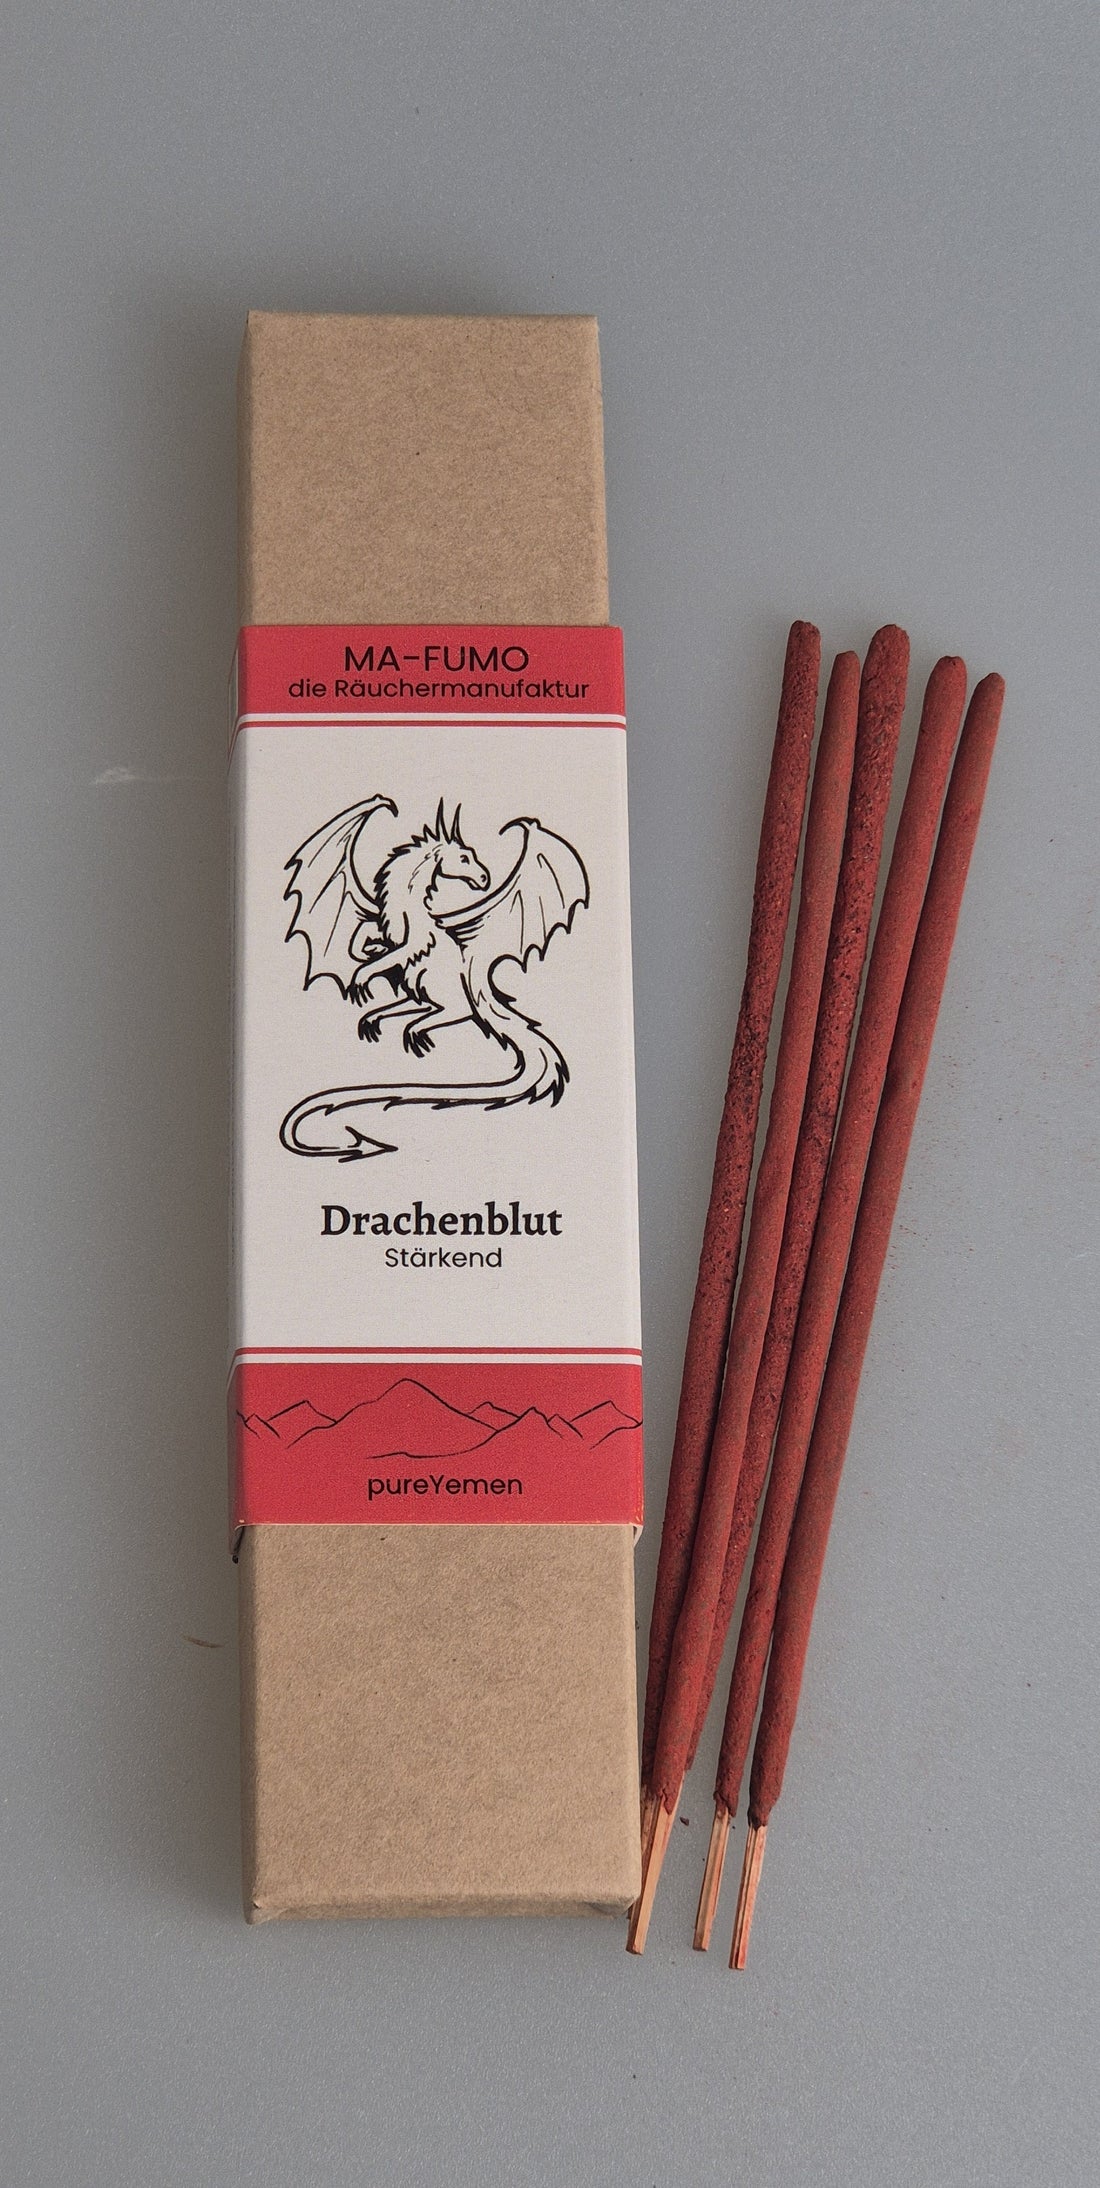 MA-FUMO
die Räuchermanufaktur
Drachenblut
Stärkend
pureYemen